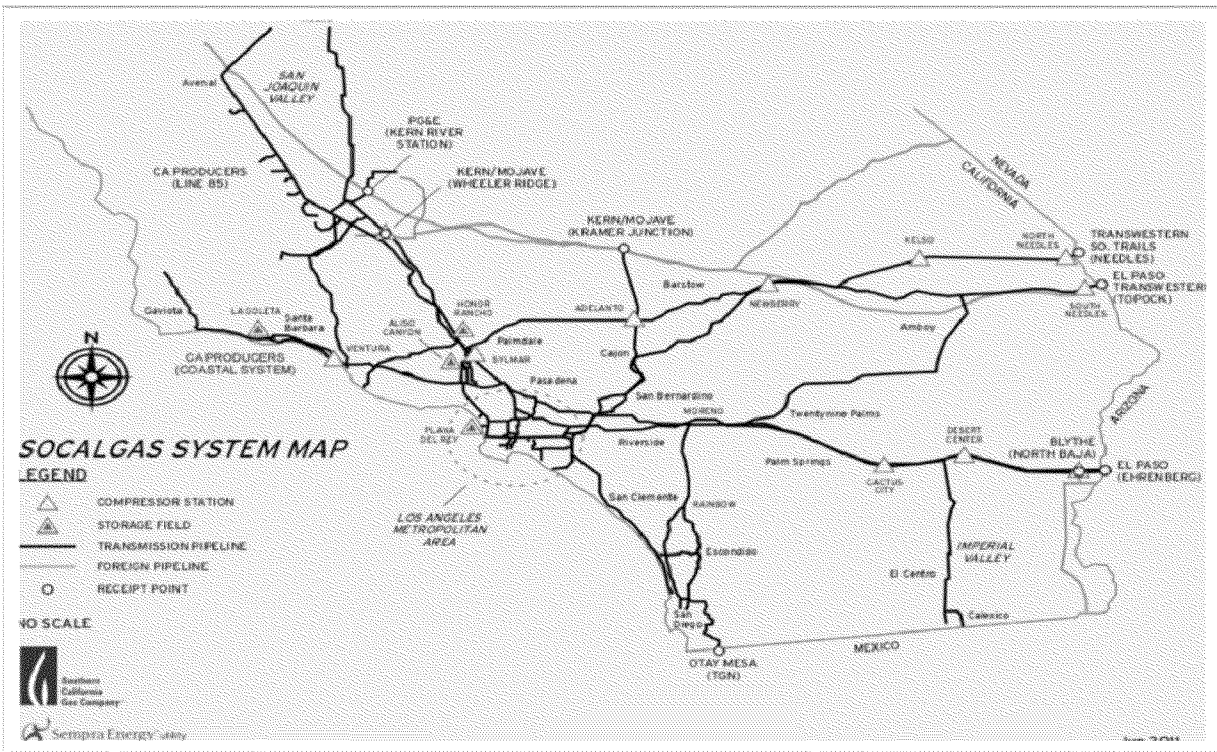 SAN
JOAQUIN
VALLEY
Avenal
PG&E
(KERN RIVER
STATION)
CA PRODUCERS
(LINE 85)
KERN/MOJAVE
(WHEELER RIDGE)
NEVADA
CALIFORNIA
KERN/MOJAVE
(KRAMER JUNCTION)
KELSO
NORTH
NEEDLES
TRANSWESTERN
SO. TRAILS
(NEEDLES)
EL PASO
TRANSWESTERN
(TOPOCK)
Barstow
NEWBERRY
SOUTH
NEEDLES
Gaviota
LA GOLETA
Santa
Barbara
HONOR
RANCHO
ADELANTO
ALISO
CANYON
Palmdale
Amboy
N
CA PRODUCERS
(COASTAL SYSTEM)
VENTURA
SYLMAR
Cajon
Pasadena
San Bernardino
ARIZONA
MORENO
Twentynine Palms
PLAYA
DEL REY
Riverside
DESERT
CENTER
BLYTHE
(NORTH BAJA)
SOCALGAS SYSTEM MAP
LEGEND
Palm Springs
CACTUS
CITY
EL PASO
(EHRENBERG)
COMPRESSOR STATION
STORAGE FIELD
TRANSMISSION PIPELINE
FOREIGN PIPELINE
RECEIPT POINT
San Clemente
RAINBOW
LOS ANGELES
METROPOLITAN
AREA
Escondido
IMPERIAL
VALLEY
El Centro
NO SCALE
San
Diego
Calexico
MEXICO
OTAY MESA
(TGN)
Southern
California
Gas Company
Sempra Energy utility